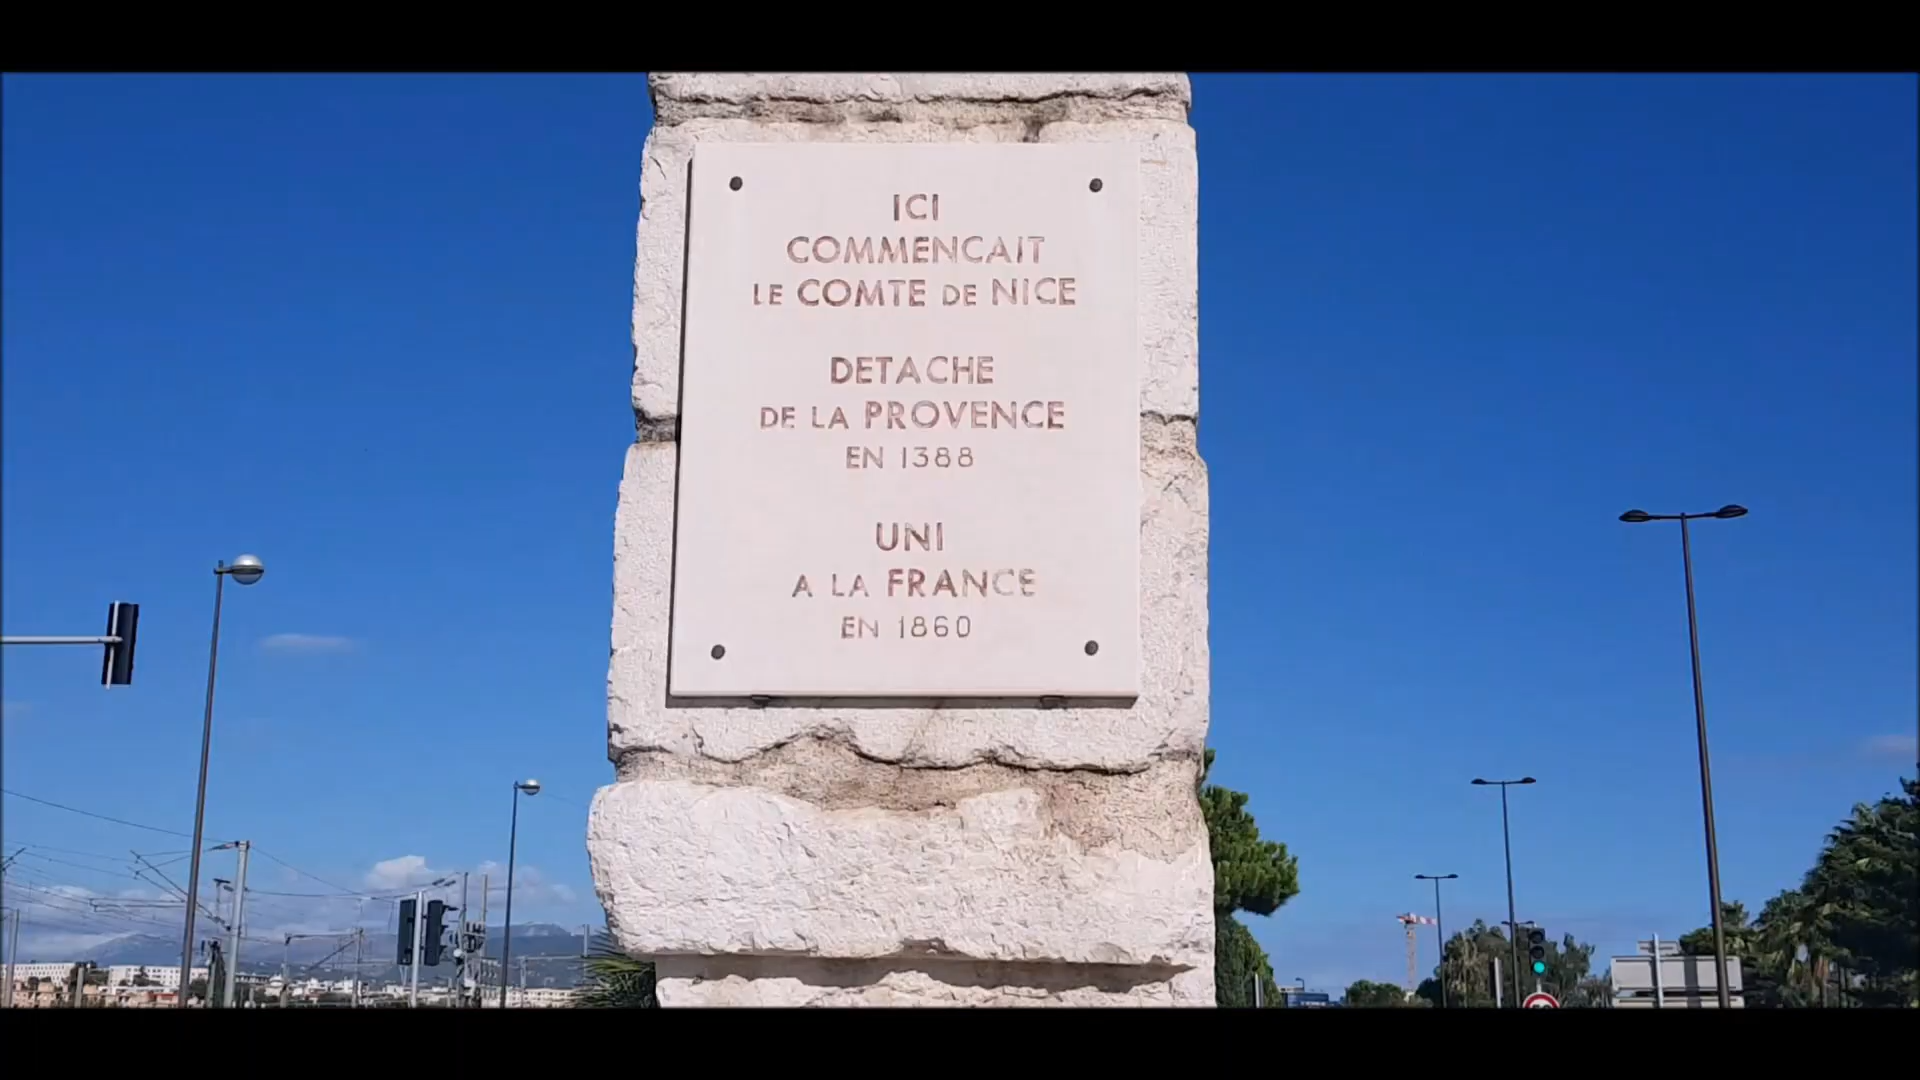 ICI
COMMENCAIT
LE COMTE DE NICE
DETACHE
DE LA PROVENCE
EN 1388
UNI
A LA FRANCE
EN 1860